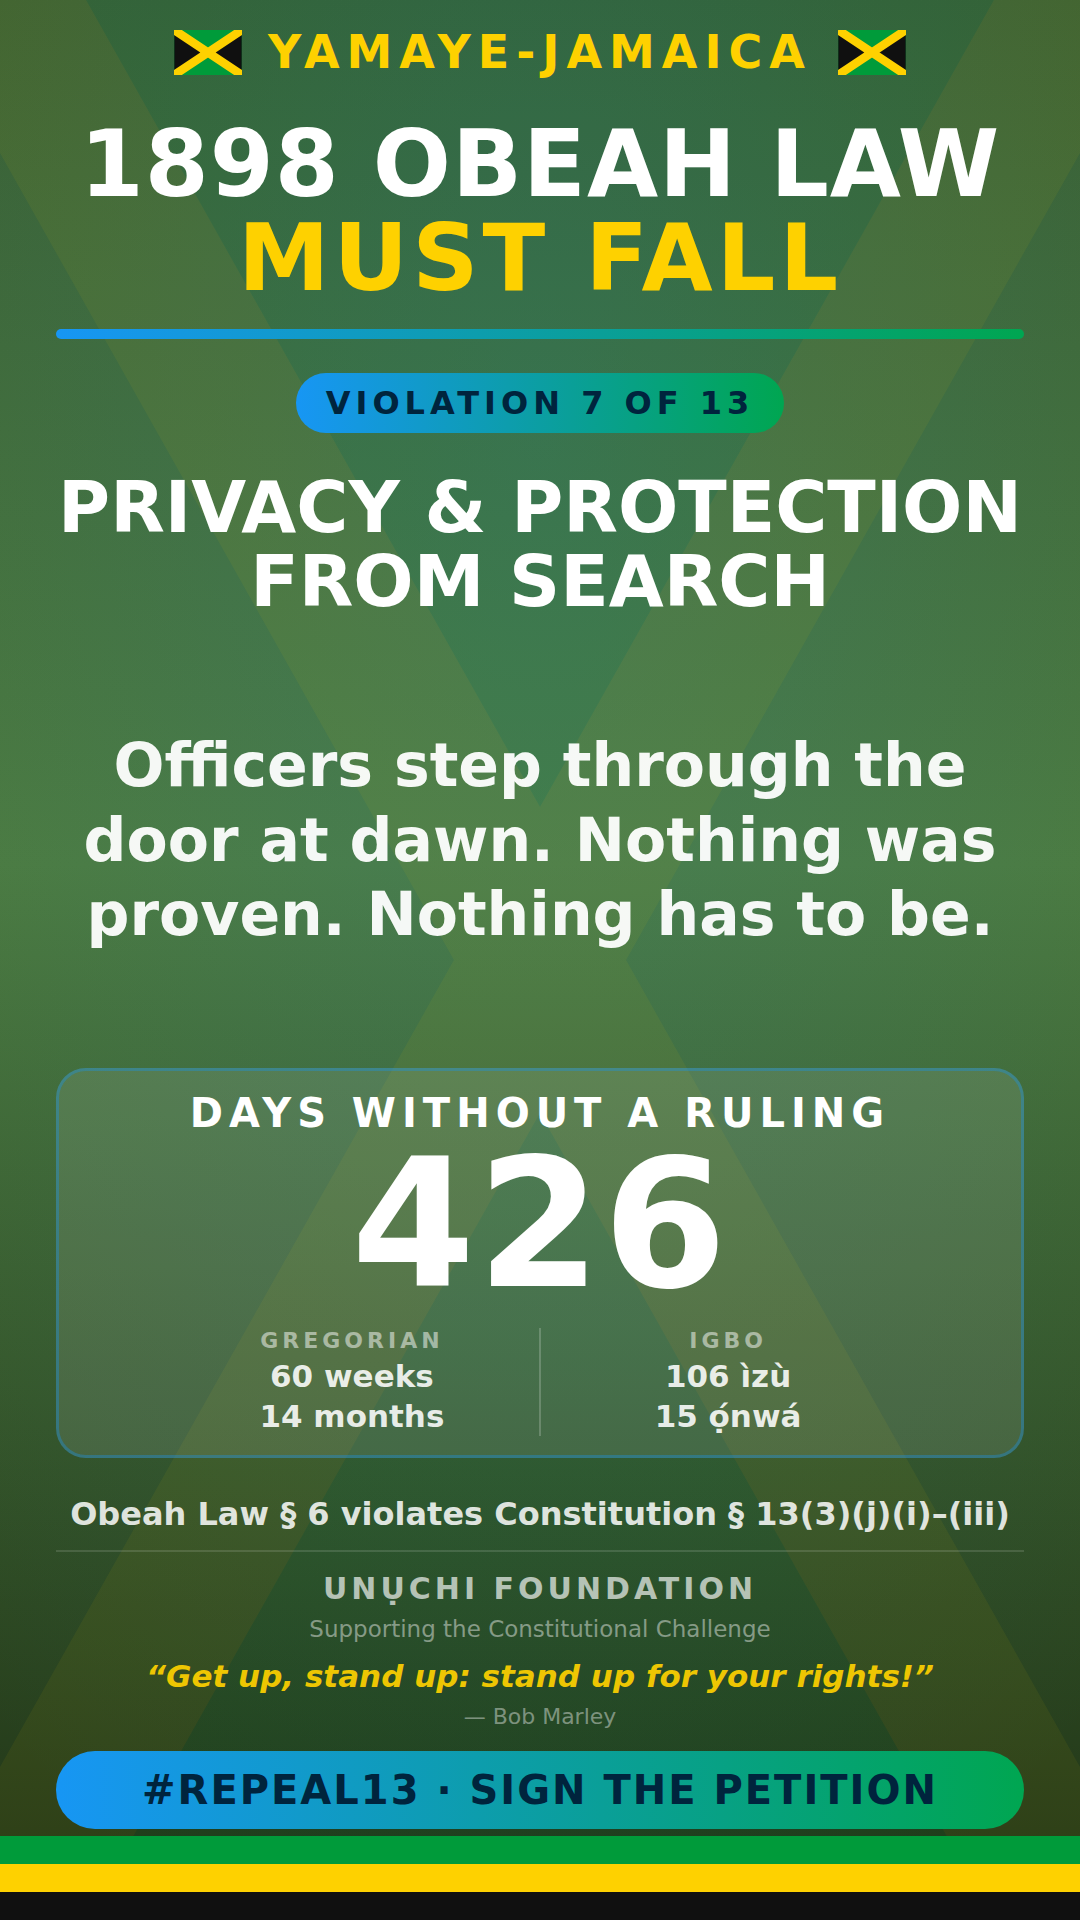 YAMAYE-JAMAICA
1898 OBEAH LAW
MUST FALL
VIOLATION 7 OF 13
PRIVACY & PROTECTION
FROM SEARCH
Officers step through the
door at dawn. Nothing was
proven. Nothing has to be.
DAYS WITHOUT A RULING
426
GREGORIAN
60 weeks
14 months
IGBO
106 ìzù
15 ọ́nwá
Obeah Law § 6 violates Constitution § 13(3)(j)(i)–(iii)
UNỤCHI FOUNDATION
Supporting the Constitutional Challenge
“Get up, stand up: stand up for your rights!”
— Bob Marley
#REPEAL13 · SIGN THE PETITION